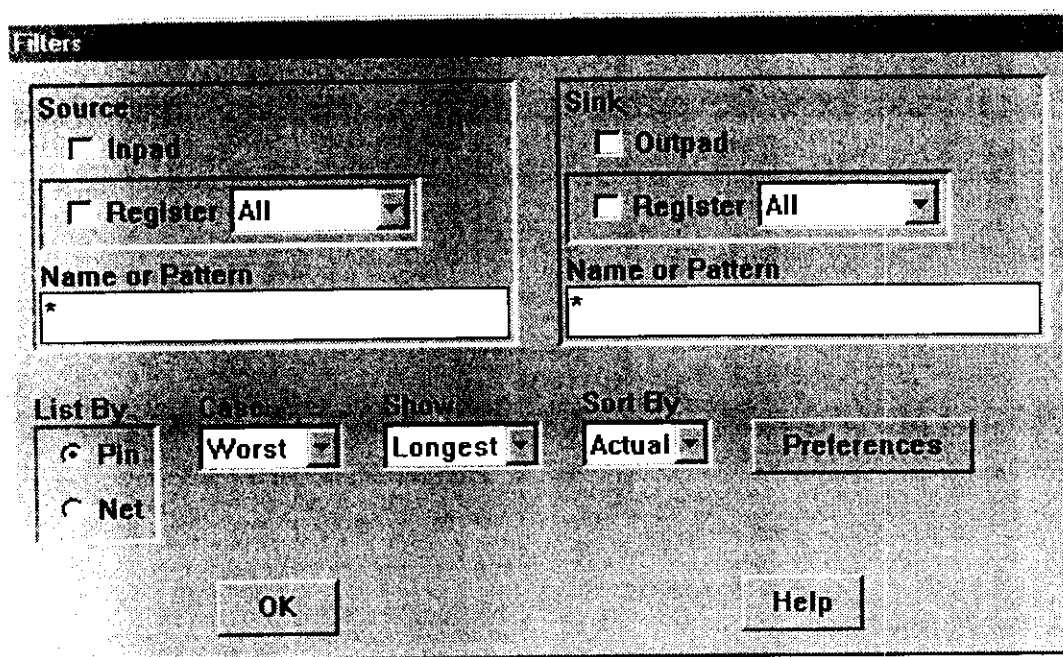 Filters
Source
Inpad
Register All
Name or Pattern
*
Sink
Outpad
Register All
Name or Pattern
*
List By
Pin
Net
Case
Worst
Show
Longest
Sort By
Actual
Preferences
OK
Help